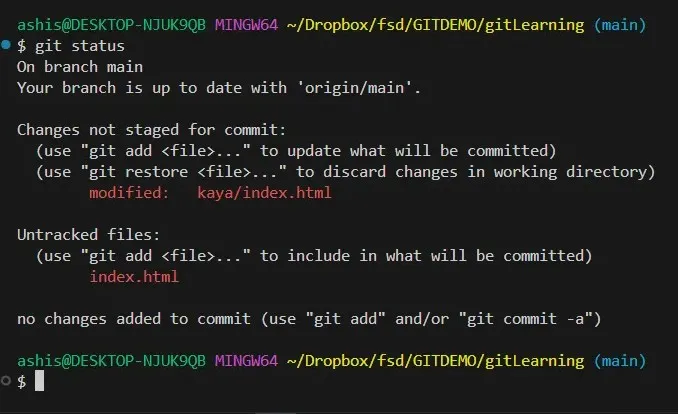 ashis@DESKTOP-NJUK9QB MINGW64 ~/Dropbox/fsd/GITDEMO/gitLearning (main)
$ git status
On branch main
Your branch is up to date with 'origin/main'.
Changes not staged for commit:
  (use "git add <file>..." to update what will be committed)
  (use "git restore <file>..." to discard changes in working directory)
        modified:   kaya/index.html
Untracked files:
  (use "git add <file>..." to include in what will be committed)
        index.html
no changes added to commit (use "git add" and/or "git commit -a")
ashis@DESKTOP-NJUK9QB MINGW64 ~/Dropbox/fsd/GITDEMO/gitLearning (main)
$